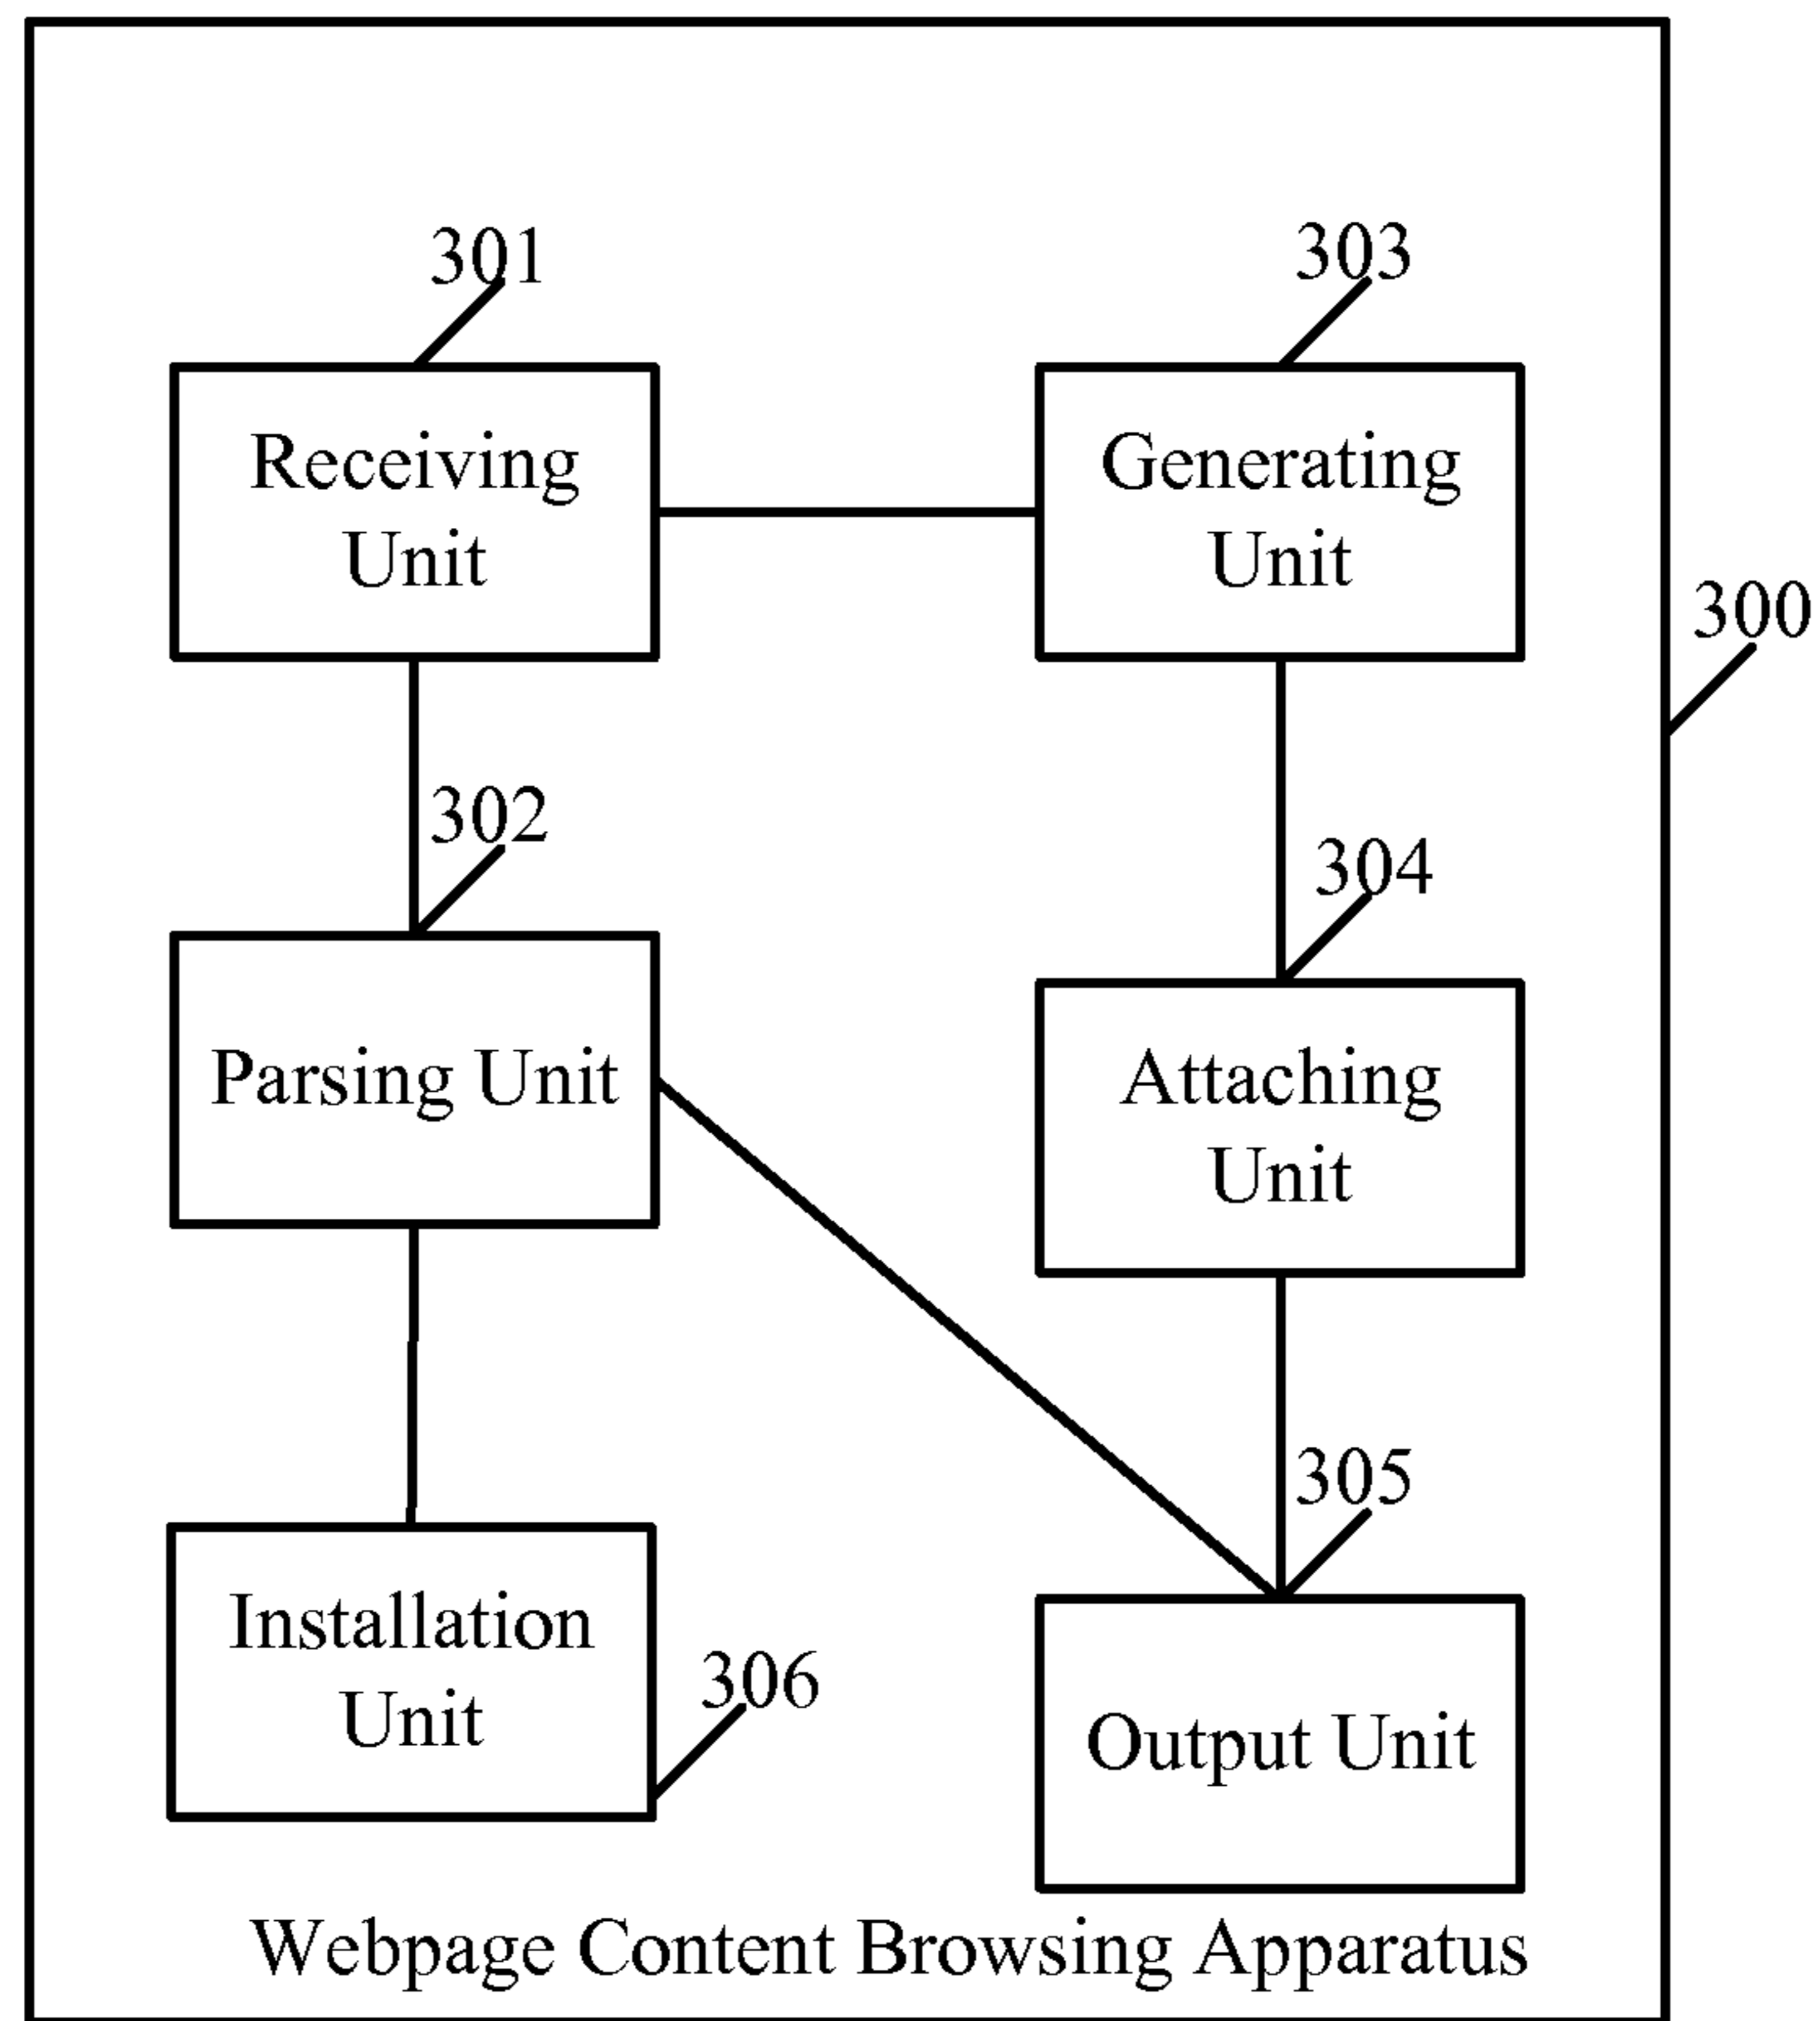 301
Receiving
Unit
303
Generating
Unit
300
302
Parsing Unit
304
Attaching
Unit
Installation
Unit
306
305
Output Unit
Webpage Content Browsing Apparatus